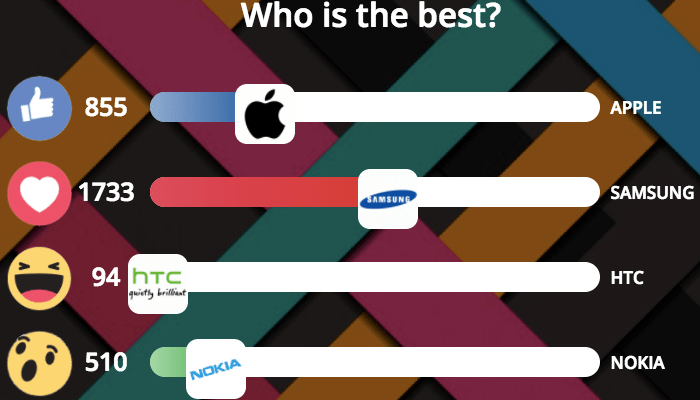 Who is the best?
855 APPLE
1733 SAMSUNG SAMSUNG
94 hTC quietly brilliant HTC
510 NOKIA NOKIA